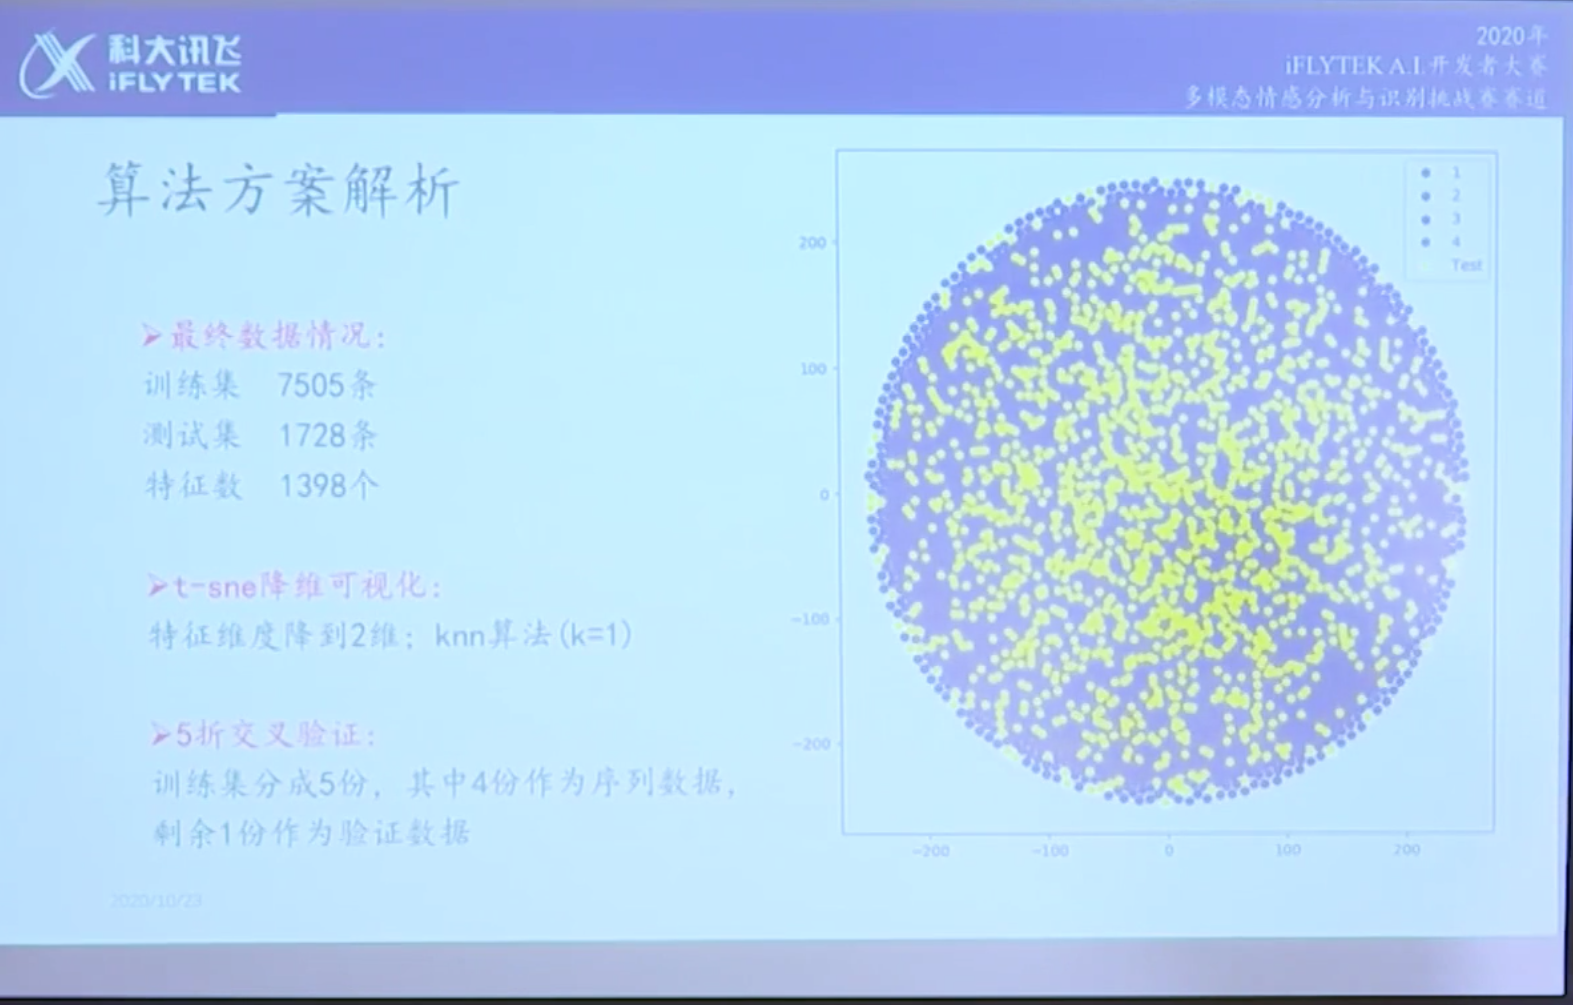 科大讯飞
iFLYTEK
2020年
iFLYTEK A.I.开发者大赛
多模态情感分析与识别挑战赛赛道
算法方案解析
➢最终数据情况:
训练集 7505条
测试集 1728条
特征数 1398个
➢t-sne降维可视化:
特征维度降到2维; knn算法(k=1)
➢5折交叉验证:
训练集分成5份, 其中4份作为序列数据,
剩余1份作为验证数据
2020/10/23
1
2
3
4
Test
200
100
0
−100
−200
−200 −100 0 100 200